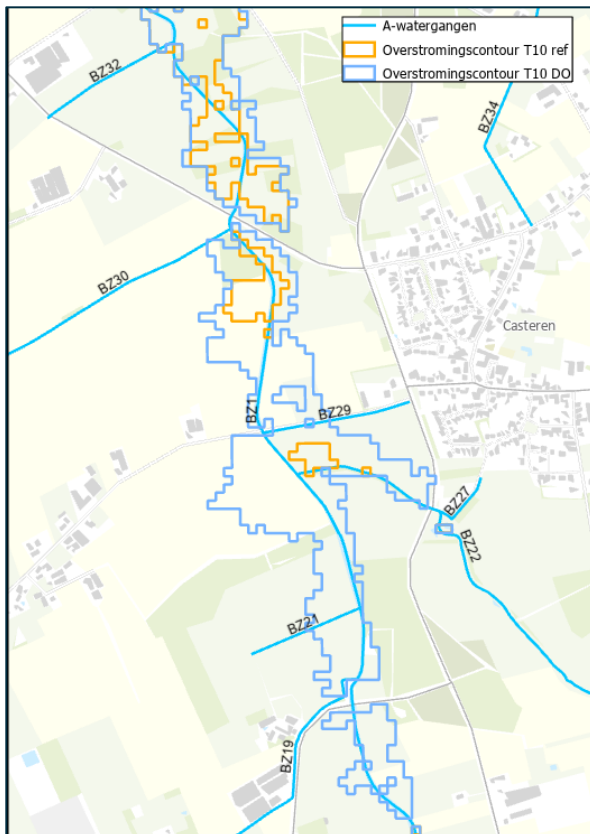 A-watergangen
Overstromingscontour T10 ref
Overstromingscontour T10 DO
BZ32
BZ34
BZ30
Casteren
BZ1
BZ29
BZ27
BZ22
BZ21
BZ19